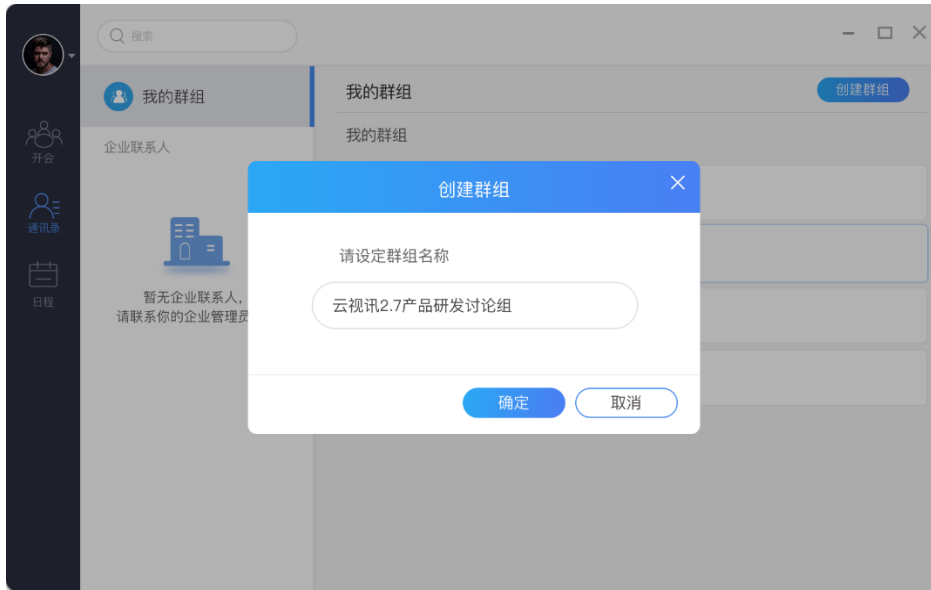 搜索
我的群组
企业联系人
开会
通讯录
日程
暂无企业联系人，
请联系你的企业管理员
我的群组
创建群组
我的群组
创建群组
请设定群组名称
云视讯2.7产品研发讨论组
确定
取消